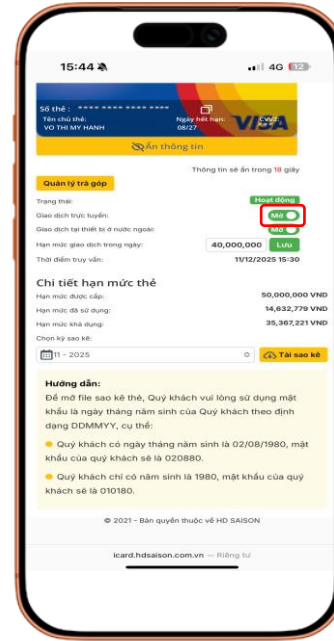 15:44
4G 12
Số thẻ : **** **** **** ****
Tên chủ thẻ:
VO THI MY HANH
Ngày hết hạn:
08/27
CVV2:
VISA
Ẩn thông tin
Thông tin sẽ ẩn trong 18 giây
Quản lý trả góp
Trạng thái:
Hoạt động
Giao dịch trực tuyến:
Mở
Giao dịch tại thiết bị ở nước ngoài:
Mở
Hạn mức giao dịch trong ngày:
40,000,000
Lưu
Thời điểm truy vấn:
11/12/2025 15:30
Chi tiết hạn mức thẻ
Hạn mức được cấp:
50,000,000 VND
Hạn mức đã sử dụng:
14,632,779 VND
Hạn mức khả dụng:
35,367,221 VND
Chọn kỳ sao kê:
11 - 2025
Tải sao kê
Hướng dẫn:
Để mở file sao kê thẻ, Quý khách vui lòng sử dụng mật
khẩu là ngày tháng năm sinh của Quý khách theo định
dạng DDMMYY, cụ thể:
Quý khách có ngày tháng năm sinh là 02/08/1980, mật
khẩu của quý khách sẽ là 020880.
Quý khách chỉ có năm sinh là 1980, mật khẩu của quý
khách sẽ là 010180.
© 2021 - Bản quyền thuộc về HD SAISON
icard.hdsaison.com.vn — Riêng tư